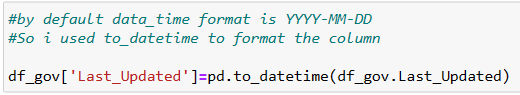 #by default data_time format is YYYY-MM-DD
#So i used to_datetime to format the column
df_gov['Last_Updated']=pd.to_datetime(df_gov.Last_Updated)